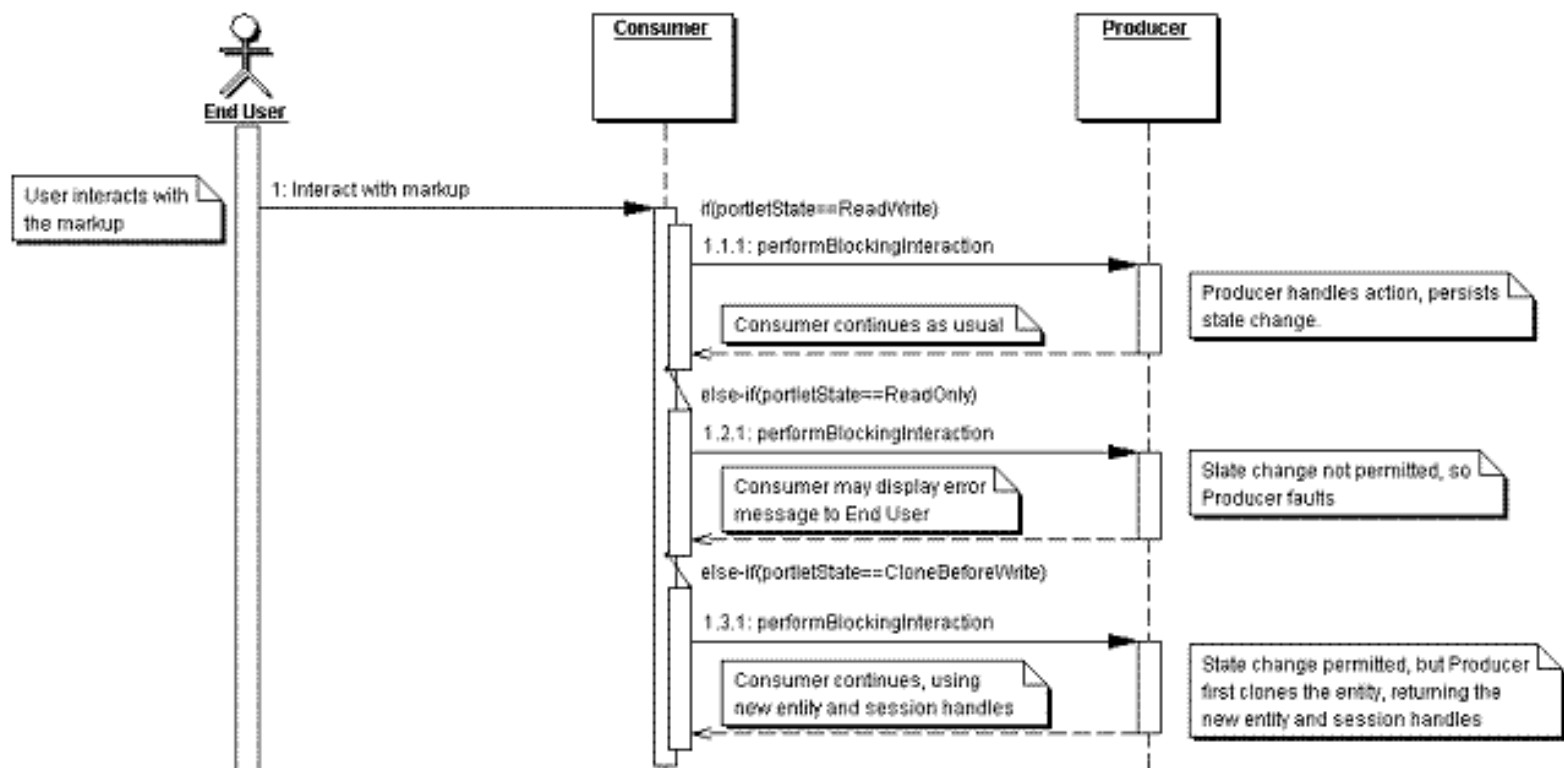 End User
Consumer
Producer
User interacts with
the markup
1: Interact with markup
if(portletState==ReadWrite)
1.1.1: performBlockingInteraction
Producer handles action, persists
state change.
Consumer continues as usual
else-if(portletState==ReadOnly)
1.2.1: performBlockingInteraction
State change not permitted, so
Producer faults
Consumer may display error
message to End User
else-if(portletState==CloneBeforeWrite)
1.3.1: performBlockingInteraction
State change permitted, but Producer
first clones the entity, returning the
new entity and session handles
Consumer continues, using
new entity and session handles